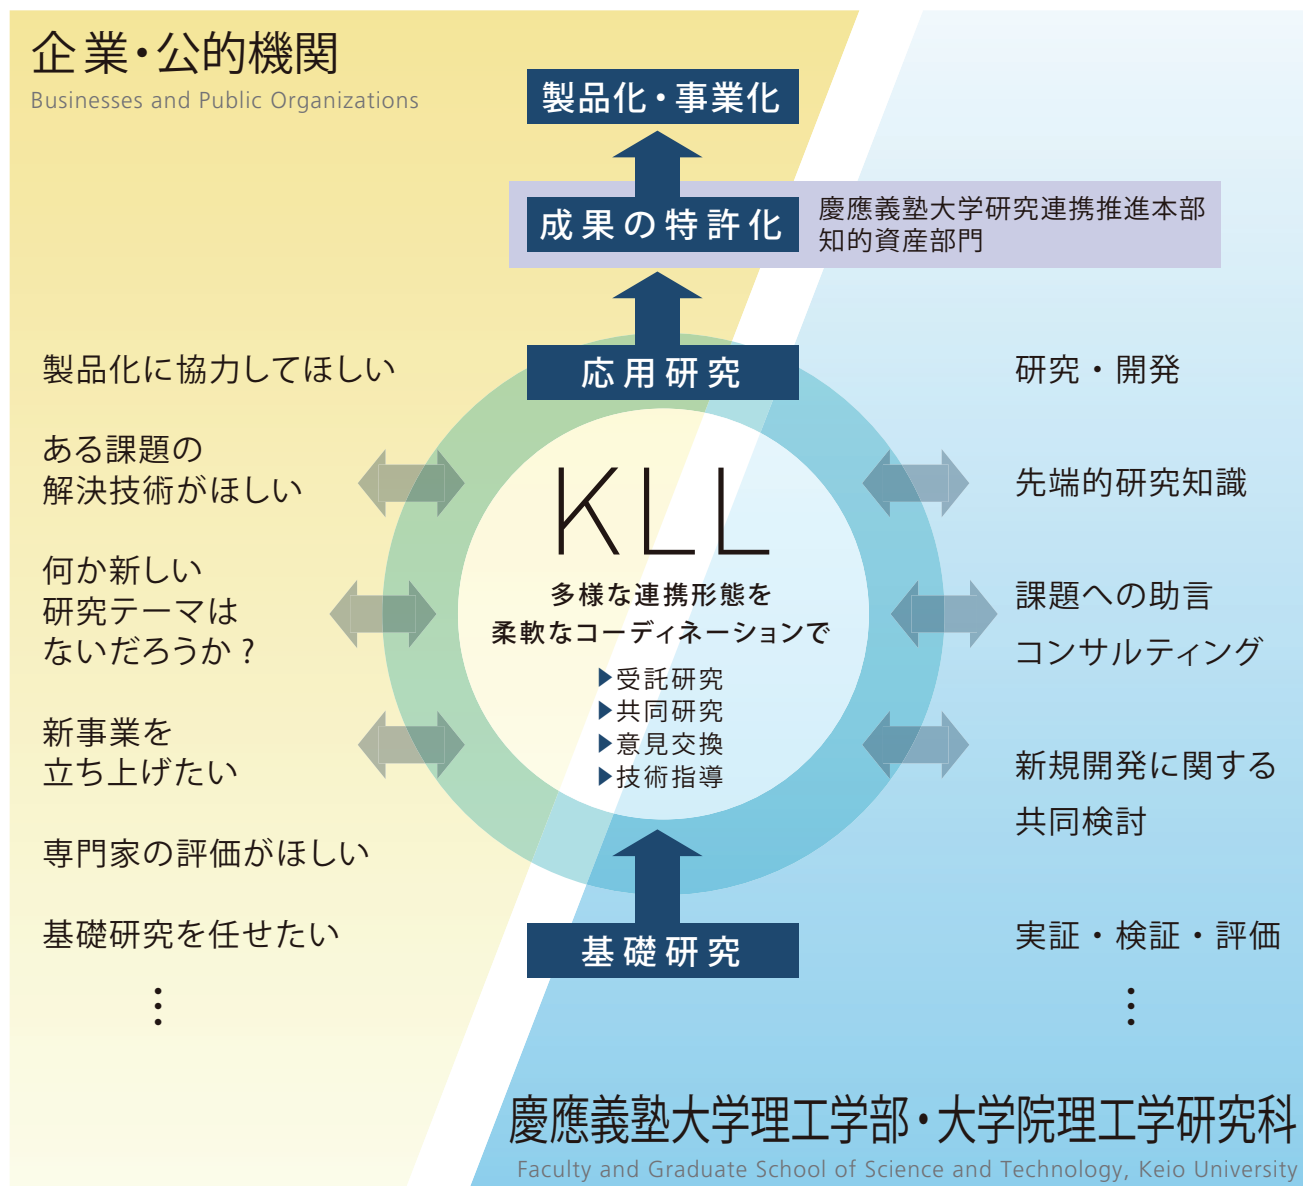 企業・公的機関
Businesses and Public Organizations
製品化・事業化
成果の特許化
慶應義塾大学研究連携推進本部
知的資産部門
応用研究
製品化に協力してほしい
ある課題の
解決技術がほしい
何か新しい
研究テーマは
ないだろうか？
新事業を
立ち上げたい
専門家の評価がほしい
基礎研究を任せたい
⋮
KLL
多様な連携形態を
柔軟なコーディネーションで
▶受託研究
▶共同研究
▶意見交換
▶技術指導
基礎研究
研究・開発
先端的研究知識
課題への助言
コンサルティング
新規開発に関する
共同検討
実証・検証・評価
⋮
慶應義塾大学理工学部・大学院理工学研究科
Faculty and Graduate School of Science and Technology, Keio University